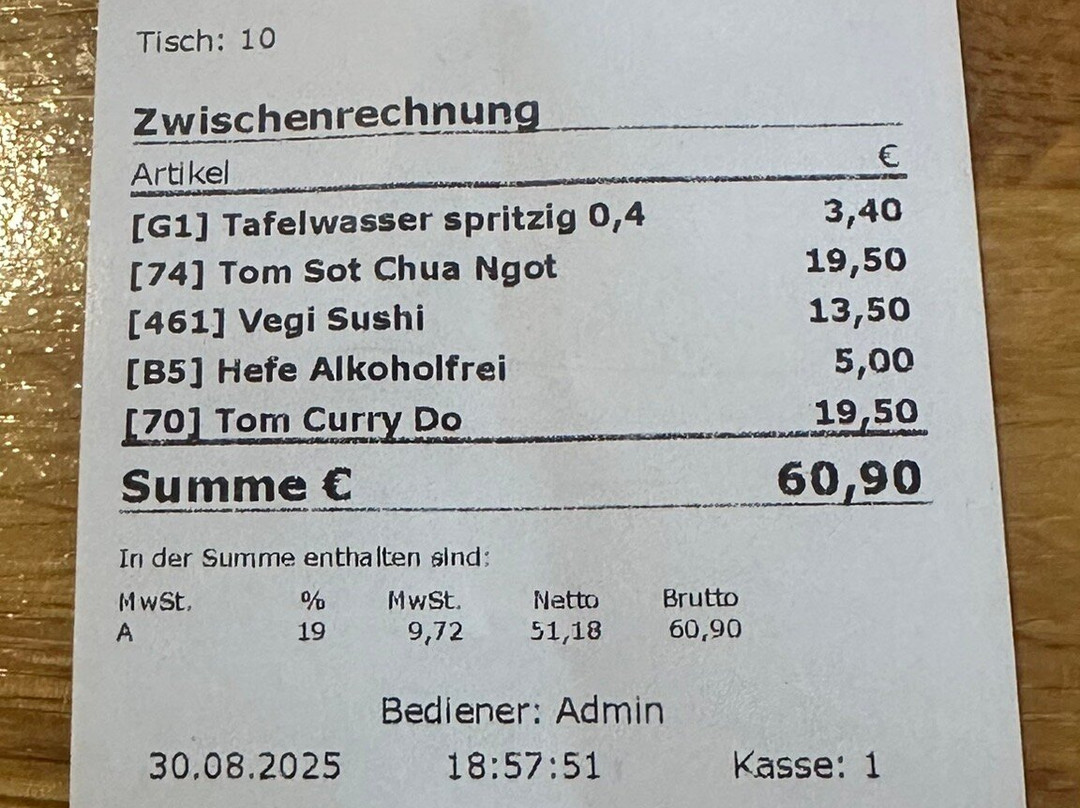 Tisch: 10
Zwischenrechnung
Artikel €
[G1] Tafelwasser spritzig 0,4 3,40
[74] Tom Sot Chua Ngot 19,50
[461] Vegi Sushi 13,50
[B5] Hefe Alkoholfrei 5,00
[70] Tom Curry Do 19,50
Summe € 60,90
In der Summe enthalten sind:
MwSt. % MwSt. Netto Brutto
A 19 9,72 51,18 60,90
Bediener: Admin
30.08.2025 18:57:51 Kasse: 1